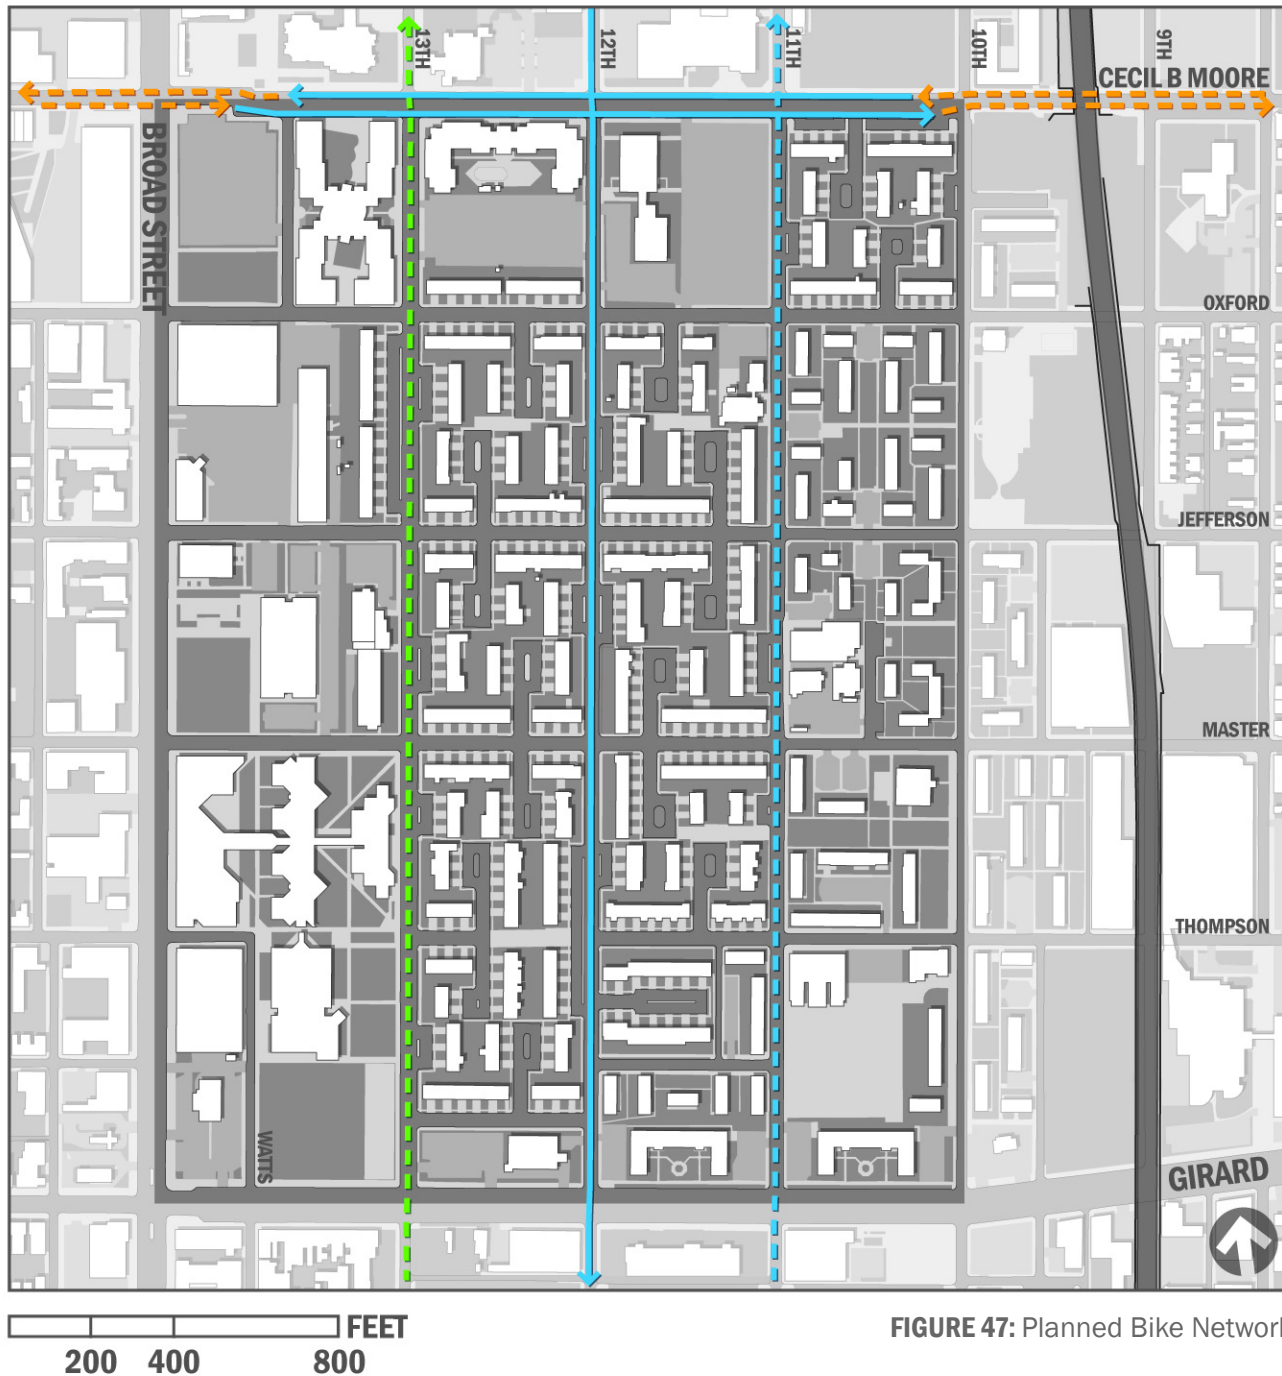 13TH
12TH
11TH
10TH
9TH
CECIL B MOORE
BROAD STREET
OXFORD
JEFFERSON
MASTER
THOMPSON
WATTS
GIRARD
FEET
200 400 800
FIGURE 47: Planned Bike Network